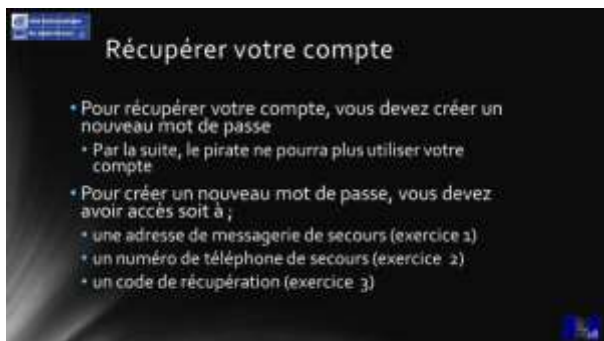 Récupérer votre compte
• Pour récupérer votre compte, vous devez créer un
nouveau mot de passe
• Par la suite, le pirate ne pourra plus utiliser votre
compte
• Pour créer un nouveau mot de passe, vous devez
avoir accès soit à ;
• une adresse de messagerie de secours (exercice 1)
• un numéro de téléphone de secours (exercice 2)
• un code de récupération (exercice 3)